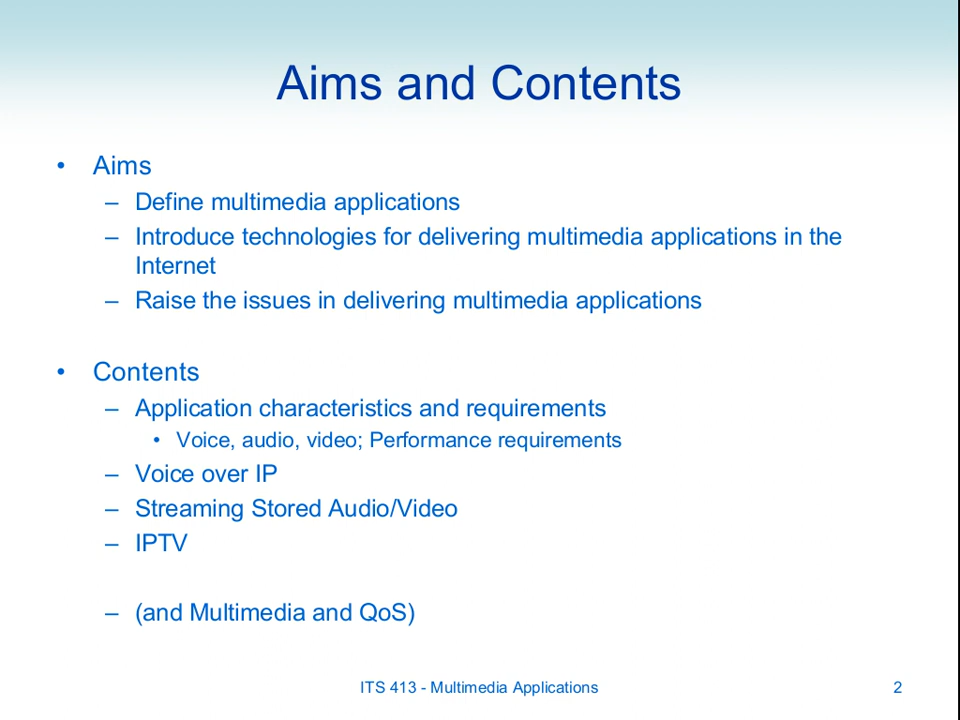 Aims and Contents
• Aims
– Define multimedia applications
– Introduce technologies for delivering multimedia applications in the
Internet
– Raise the issues in delivering multimedia applications
• Contents
– Application characteristics and requirements
• Voice, audio, video; Performance requirements
– Voice over IP
– Streaming Stored Audio/Video
– IPTV
– (and Multimedia and QoS)
ITS 413 - Multimedia Applications 2